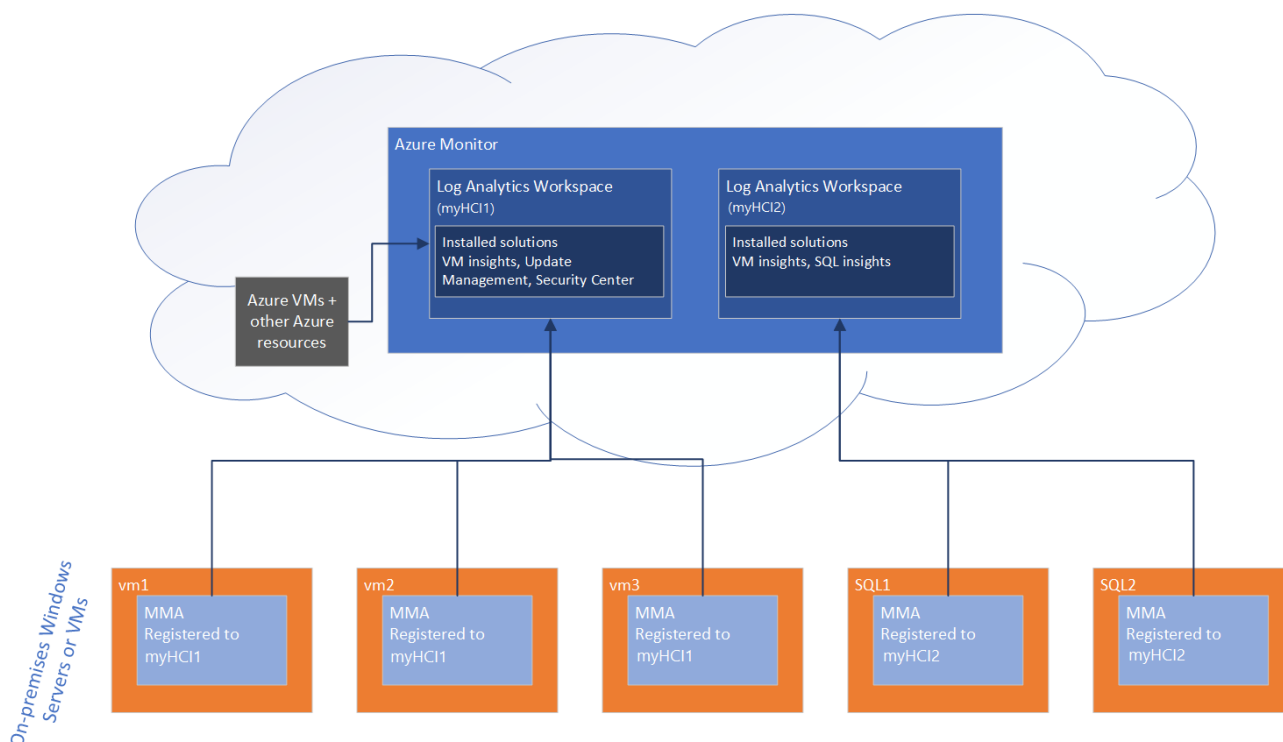 Azure Monitor
Log Analytics Workspace
(myHCI1)
Installed solutions
VM insights, Update
Management, Security Center
Log Analytics Workspace
(myHCI2)
Installed solutions
VM insights, SQL insights
Azure VMs +
other Azure
resources
On-premises Windows
Servers or VMs
vm1
MMA
Registered to
myHCI1
vm2
MMA
Registered to
myHCI1
vm3
MMA
Registered to
myHCI1
SQL1
MMA
Registered to
myHCI2
SQL2
MMA
Registered to
myHCI2